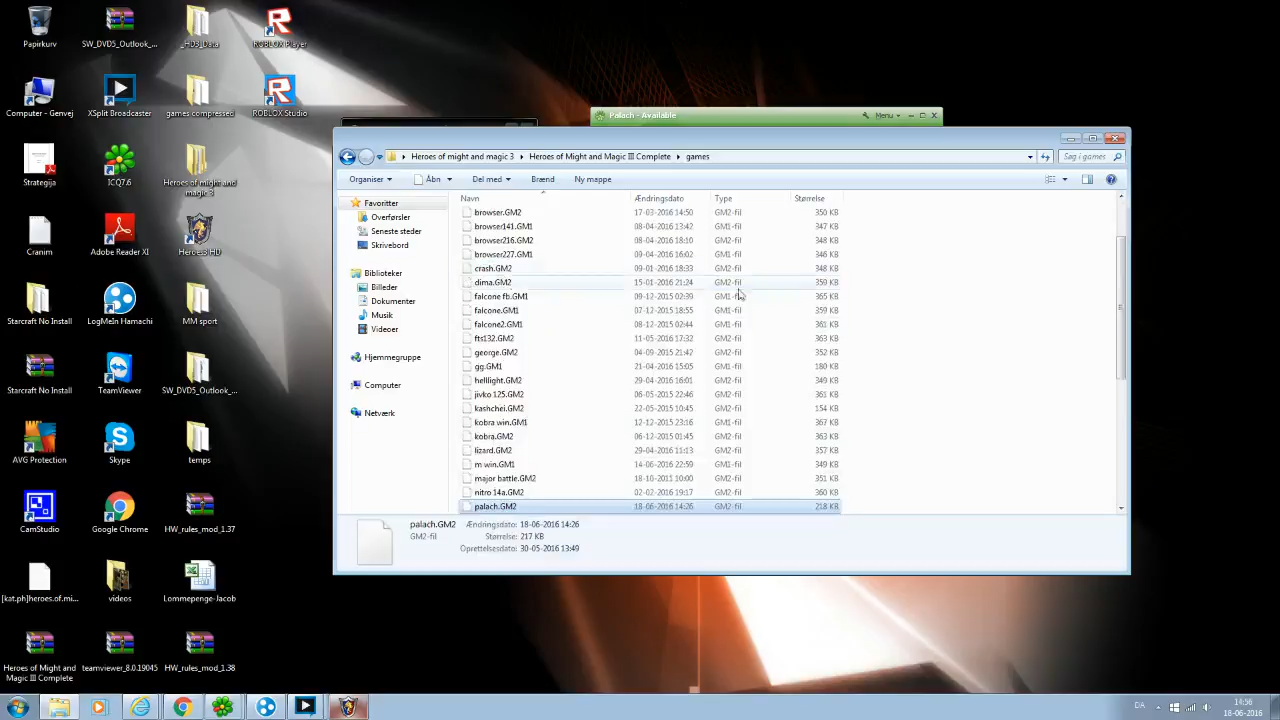 Papirkurv
SW_DVD5_Outlook_...
_HD3_Data
ROBLOX Player
Computer - Genvej
XSplit Broadcaster
games compressed
ROBLOX Studio
Strategija
ICQ7.6
Heroes of might and magic 3
Cranim
Adobe Reader XI
Heroes3 HD
Starcraft No Install
LogMeIn Hamachi
MM sport
Starcraft No Install
TeamViewer
SW_DVD5_Outlook_...
AVG Protection
Skype
temps
CamStudio
Google Chrome
HW_rules_mod_1.37
[kat.ph]heroes.of.mi...
videos
Lommepenge-Jacob
Heroes of Might and Magic III Complete
teamviewer_8.0.19045
HW_rules_mod_1.38
Palach - Available
Menu
Heroes of might and magic 3 Heroes of Might and Magic III Complete games
Søg i games
Organiser Åbn Del med Brænd Ny mappe
Favoritter
Overførsler
Seneste steder
Skrivebord
Biblioteker
Billeder
Dokumenter
Musik
Videoer
Hjemmegruppe
Computer
Netværk
Navn Ændringsdato Type Størrelse
browser.GM2 17-03-2016 14:50 GM2-fil 350 KB
browser141.GM1 08-04-2016 13:42 GM1-fil 347 KB
browser216.GM2 08-04-2016 18:10 GM2-fil 348 KB
browser227.GM1 09-04-2016 16:02 GM1-fil 346 KB
crash.GM2 09-01-2016 18:33 GM2-fil 348 KB
dima.GM2 15-01-2016 21:24 GM2-fil 359 KB
falcone fb.GM1 09-12-2015 02:39 GM1-fil 365 KB
falcone.GM1 07-12-2015 18:55 GM1-fil 359 KB
falcone2.GM1 08-12-2015 02:44 GM1-fil 361 KB
fts132.GM2 11-05-2016 17:32 GM2-fil 363 KB
george.GM2 04-09-2015 21:42 GM2-fil 352 KB
gg.GM1 21-04-2016 15:05 GM1-fil 180 KB
helllight.GM2 29-04-2016 16:01 GM2-fil 349 KB
jivko 125.GM2 06-05-2016 22:46 GM2-fil 361 KB
kashchei.GM2 22-05-2016 10:45 GM2-fil 154 KB
kobra win.GM1 12-12-2015 23:16 GM1-fil 367 KB
kobra.GM2 06-12-2015 01:45 GM2-fil 363 KB
lizard.GM2 29-04-2016 11:13 GM2-fil 357 KB
m win.GM1 14-06-2016 22:59 GM1-fil 349 KB
major battle.GM2 18-10-2011 10:00 GM2-fil 351 KB
nitro 14a.GM2 02-02-2016 19:17 GM2-fil 360 KB
palach.GM2 18-06-2016 14:26 GM2-fil 218 KB
palach.GM2 Ændringsdato: 18-06-2016 14:26
GM2-fil Størrelse: 217 KB
Oprettelsesdato: 30-05-2016 13:49
DA
14:56
18-06-2016